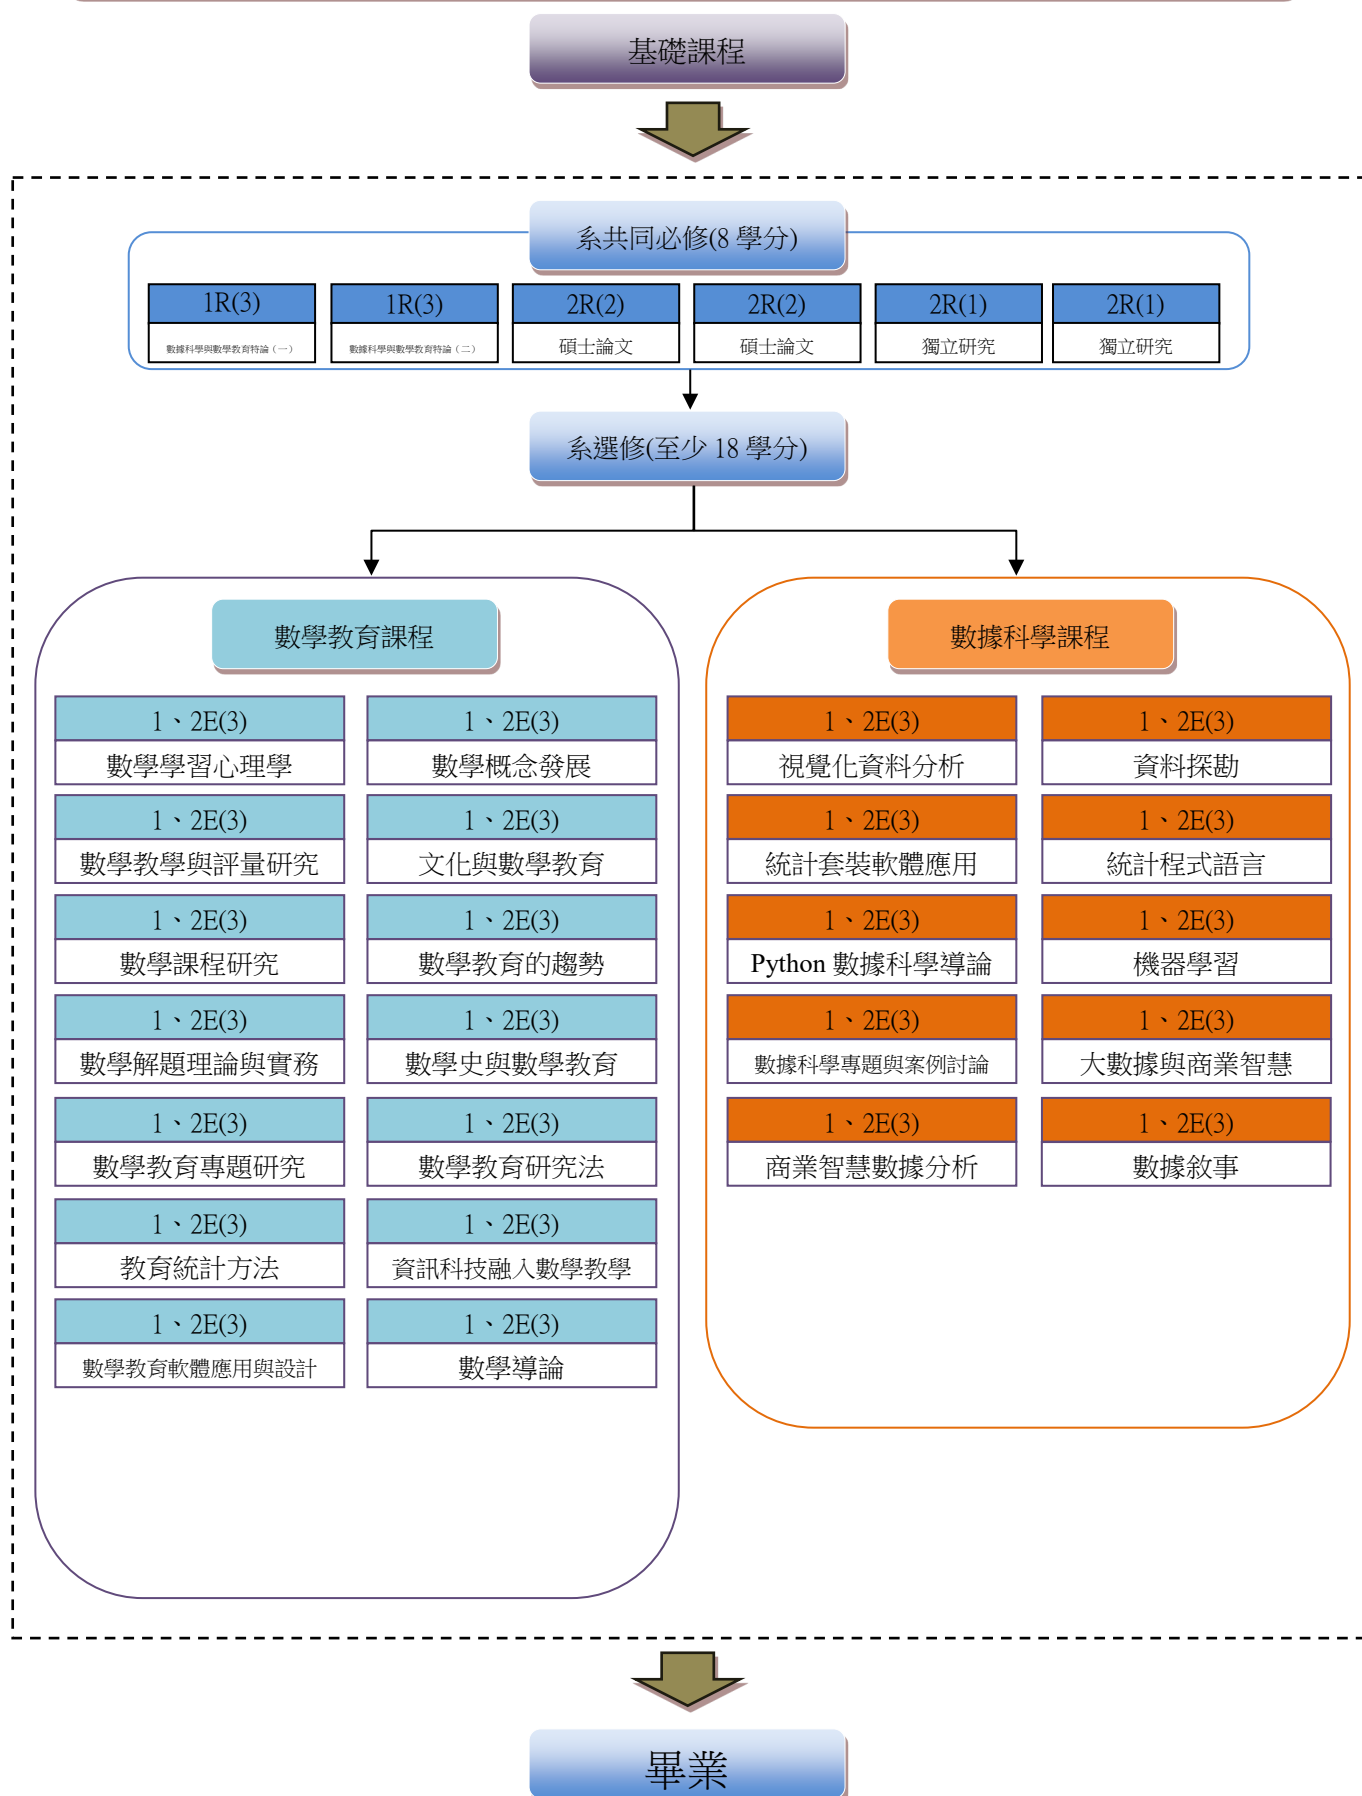 基礎課程
系共同必修(8 學分)
1R(3) 1R(3) 2R(2) 2R(2) 2R(1) 2R(1)
數據科學與數學教育特論（一） 數據科學與數學教育特論（二） 碩士論文 碩士論文 獨立研究 獨立研究
系選修(至少 18 學分)
數學教育課程
1、2E(3) 1、2E(3)
數學學習心理學 數學概念發展
1、2E(3) 1、2E(3)
數學教學與評量研究 文化與數學教育
1、2E(3) 1、2E(3)
數學課程研究 數學教育的趨勢
1、2E(3) 1、2E(3)
數學解題理論與實務 數學史與數學教育
1、2E(3) 1、2E(3)
數學教育專題研究 數學教育研究法
1、2E(3) 1、2E(3)
教育統計方法 資訊科技融入數學教學
1、2E(3) 1、2E(3)
數學教育軟體應用與設計 數學導論
數據科學課程
1、2E(3) 1、2E(3)
視覺化資料分析 資料探勘
1、2E(3) 1、2E(3)
統計套裝軟體應用 統計程式語言
1、2E(3) 1、2E(3)
Python 數據科學導論 機器學習
1、2E(3) 1、2E(3)
數據科學專題與案例討論 大數據與商業智慧
1、2E(3) 1、2E(3)
商業智慧數據分析 數據敘事
畢業